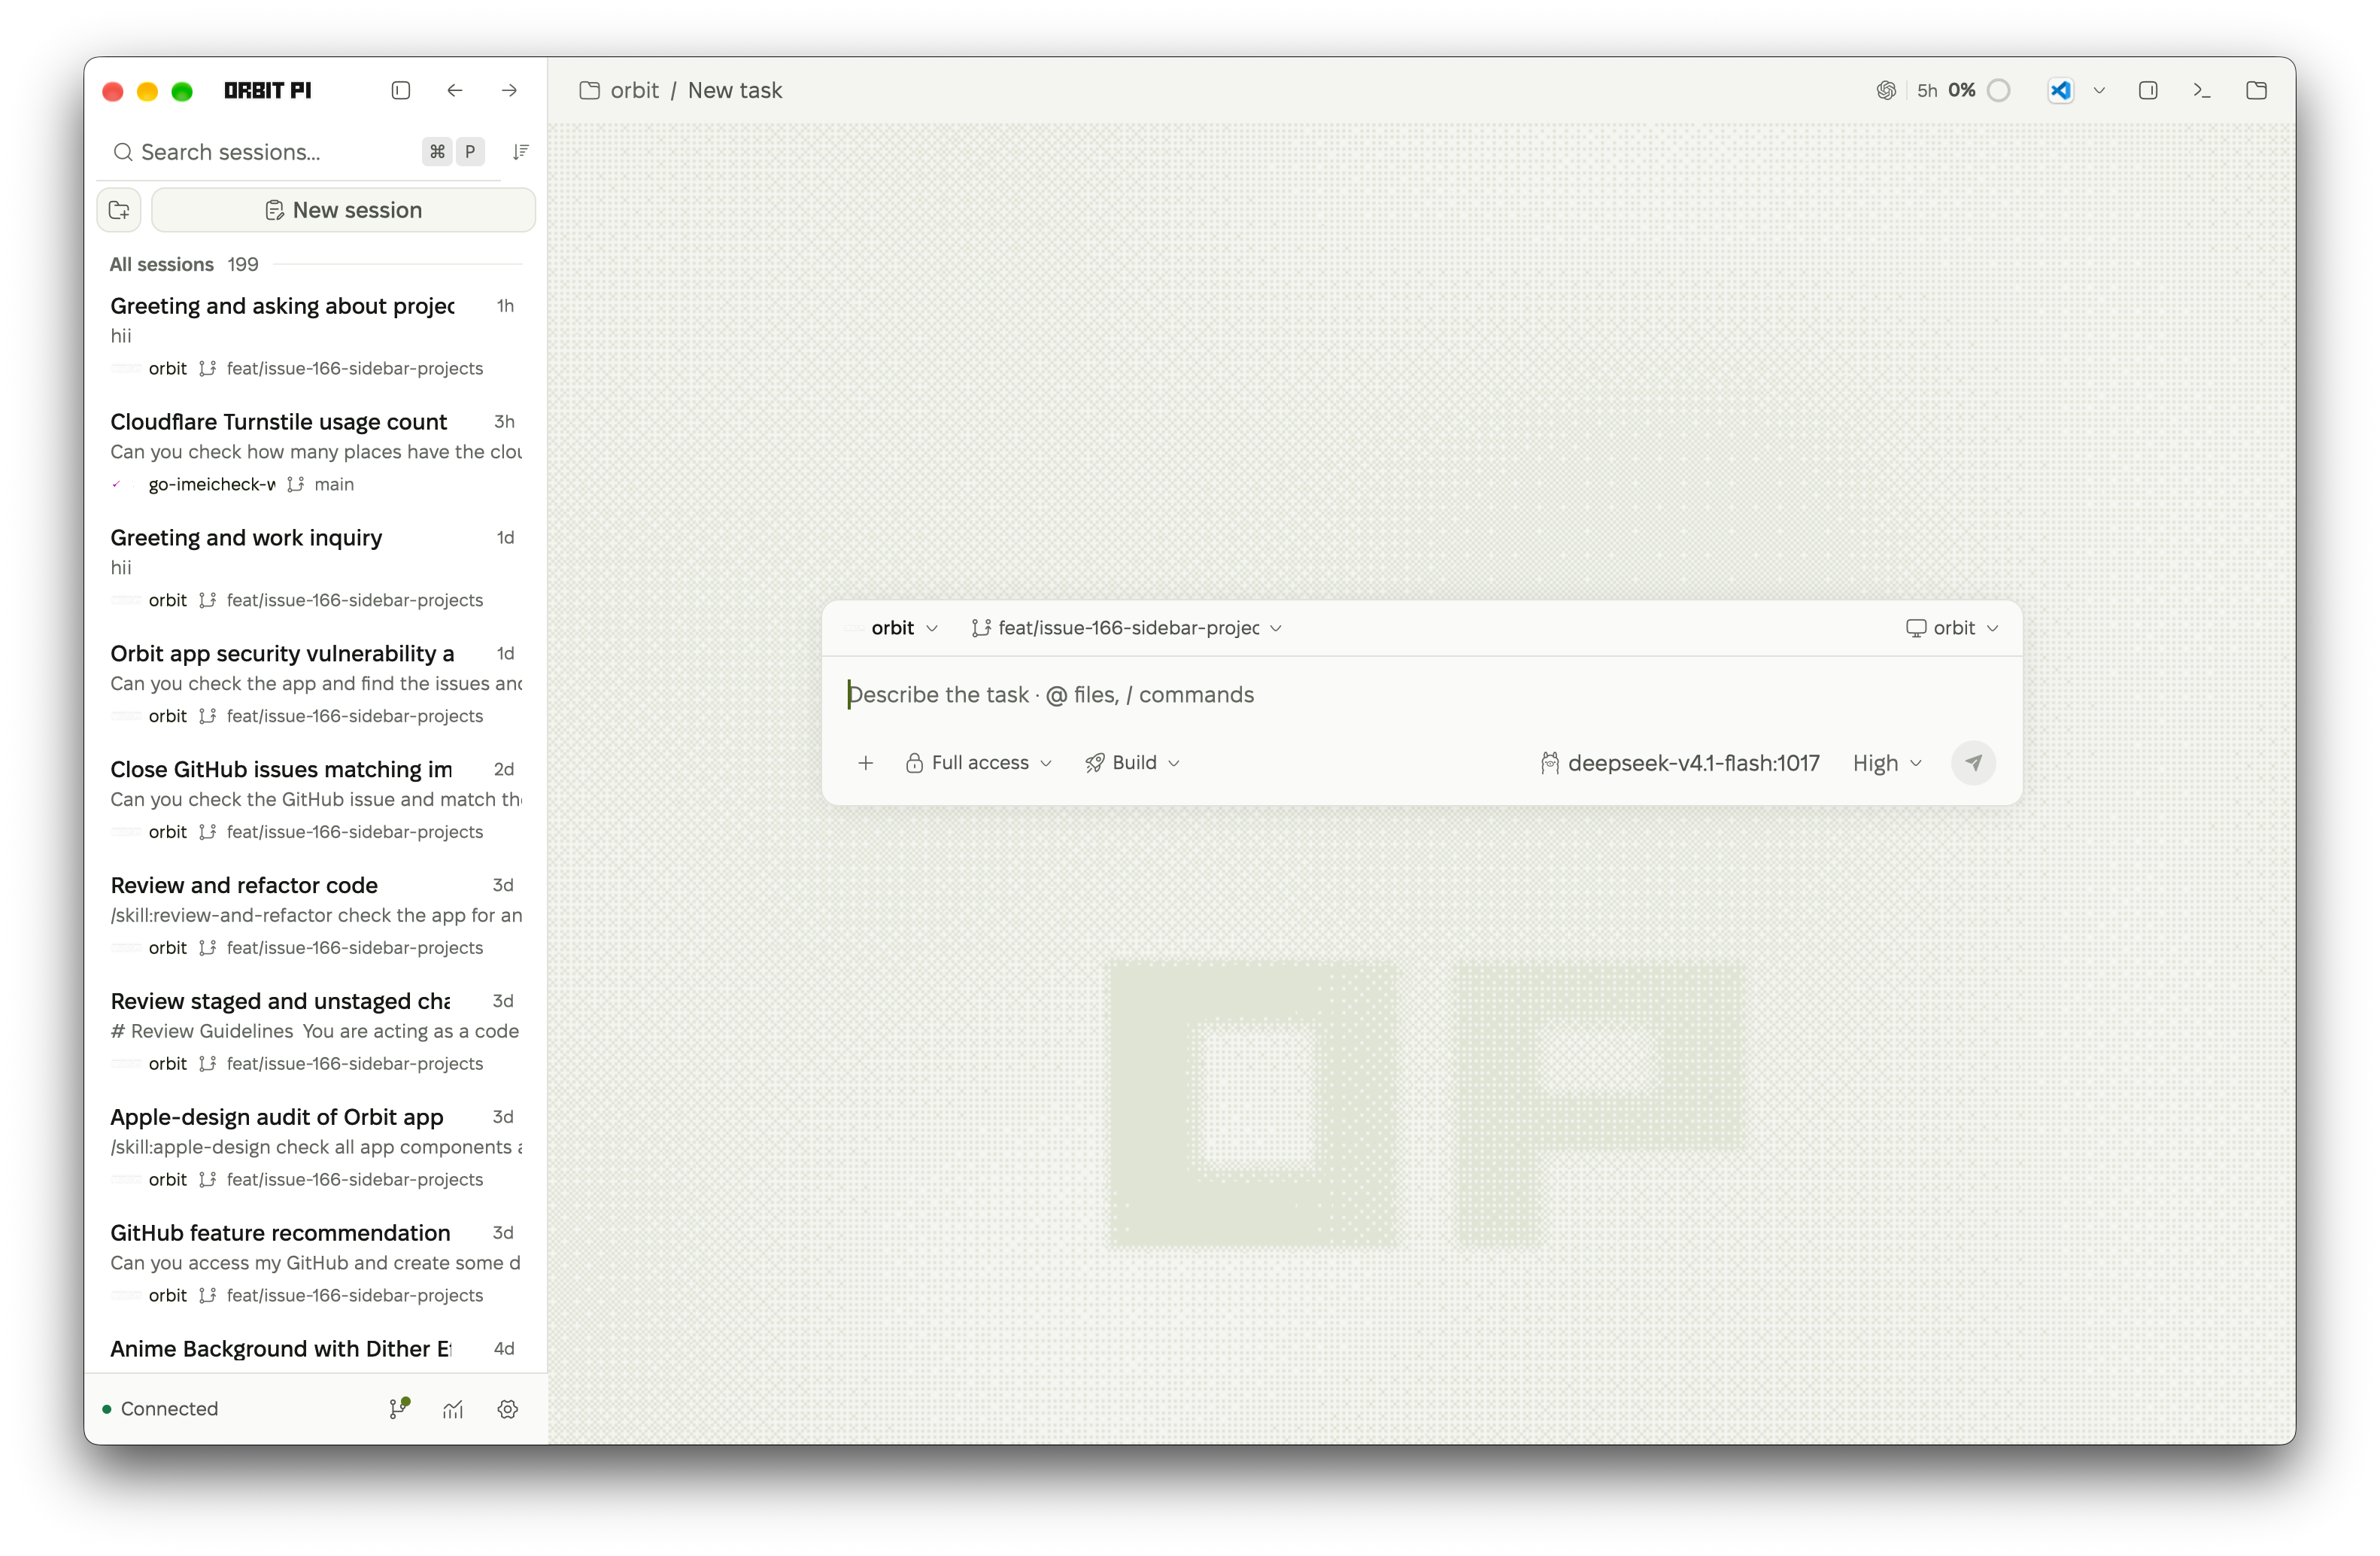 ORBIT PI
Search sessions...
⌘ P
New session
All sessions 199
Greeting and asking about projec 1h
hii
orbit feat/issue-166-sidebar-projects
Cloudflare Turnstile usage count 3h
Can you check how many places have the clou
go-imeicheck-w main
Greeting and work inquiry 1d
hii
orbit feat/issue-166-sidebar-projects
Orbit app security vulnerability a 1d
Can you check the app and find the issues and
orbit feat/issue-166-sidebar-projects
Close GitHub issues matching im 2d
Can you check the GitHub issue and match the
orbit feat/issue-166-sidebar-projects
Review and refactor code 3d
/skill:review-and-refactor check the app for an
orbit feat/issue-166-sidebar-projects
Review staged and unstaged cha 3d
# Review Guidelines You are acting as a code
orbit feat/issue-166-sidebar-projects
Apple-design audit of Orbit app 3d
/skill:apple-design check all app components a
orbit feat/issue-166-sidebar-projects
GitHub feature recommendation 3d
Can you access my GitHub and create some d
orbit feat/issue-166-sidebar-projects
Anime Background with Dither Ef 4d
Connected
orbit / New task
5h 0%
orbit feat/issue-166-sidebar-projec orbit
Describe the task · @ files, / commands
Full access Build deepseek-v4.1-flash:1017 High
OP